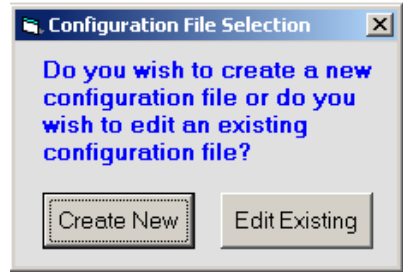 Configuration File Selection
Do you wish to create a new
configuration file or do you
wish to edit an existing
configuration file?
Create New Edit Existing